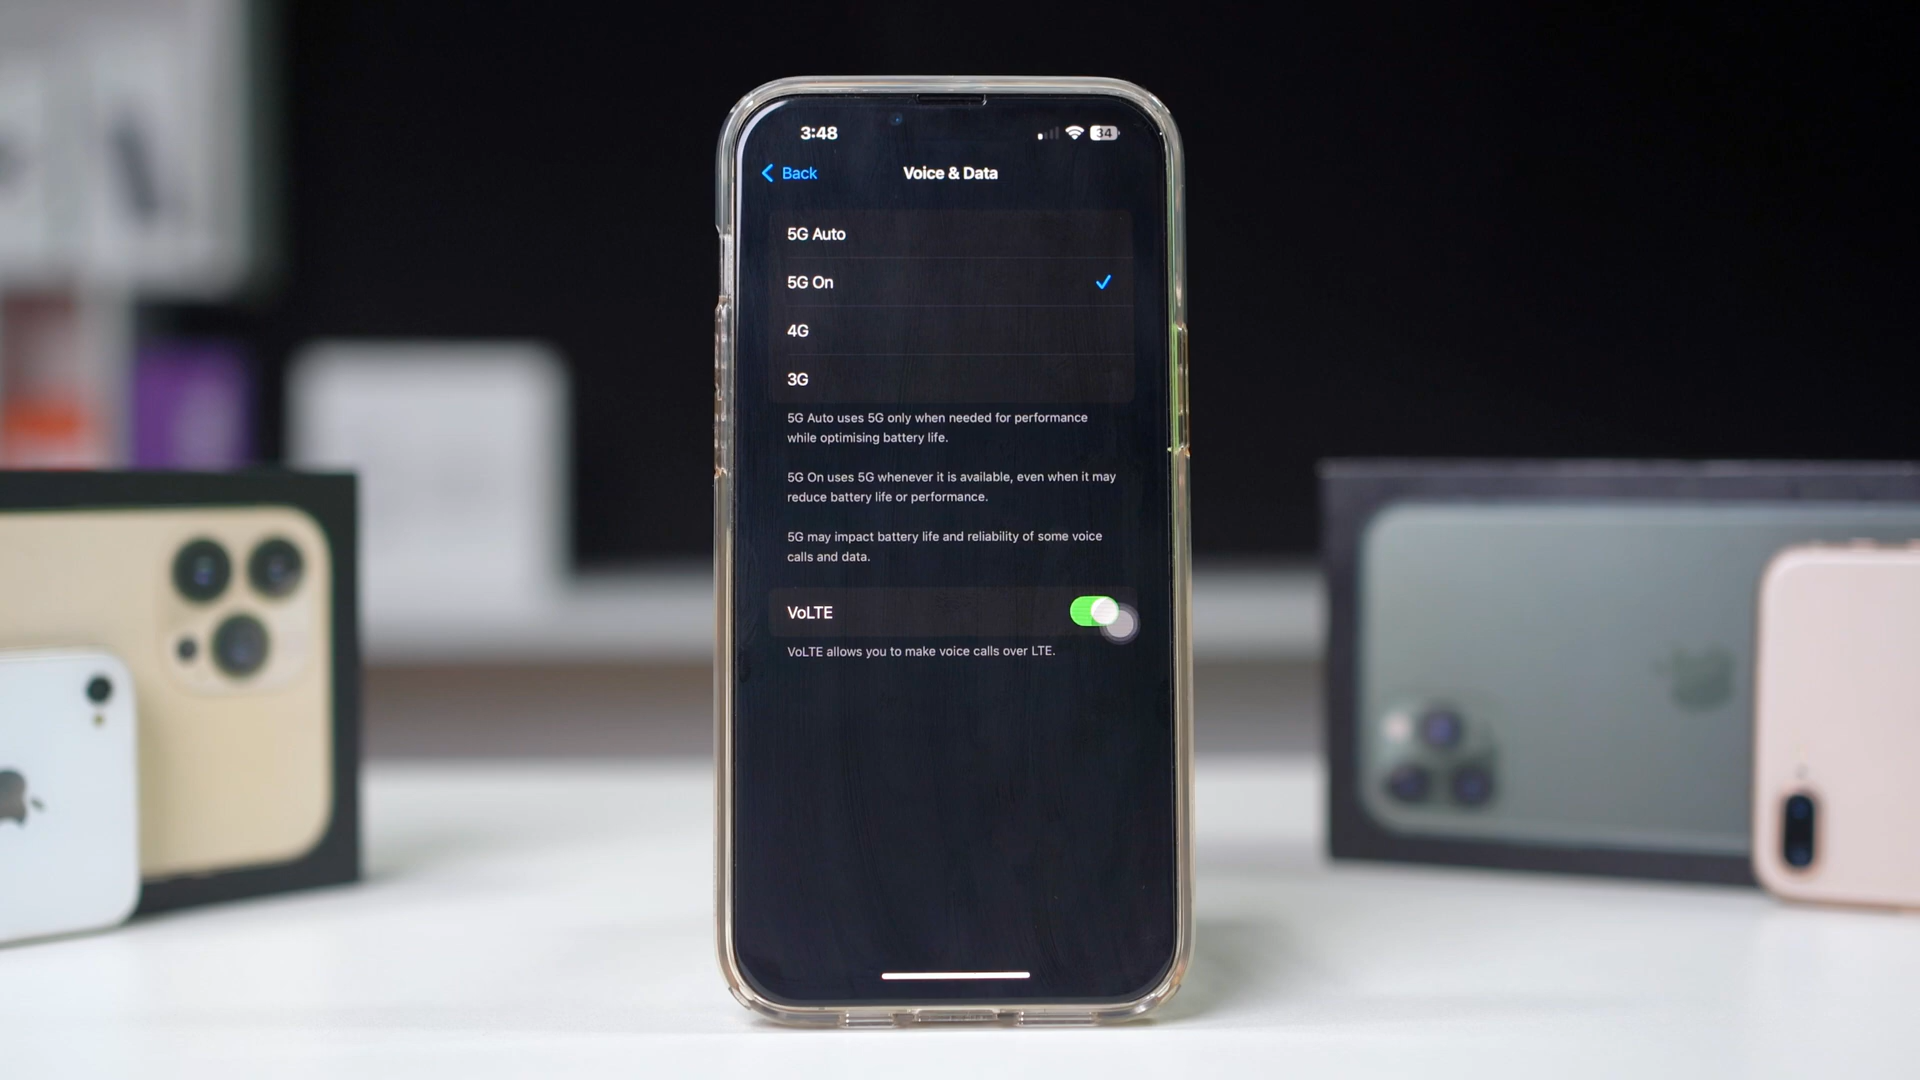 3:48
34
Back
Voice & Data
5G Auto
5G On
4G
3G
5G Auto uses 5G only when needed for performance
while optimising battery life.
5G On uses 5G whenever it is available, even when it may
reduce battery life or performance.
5G may impact battery life and reliability of some voice
calls and data.
VoLTE
VoLTE allows you to make voice calls over LTE.